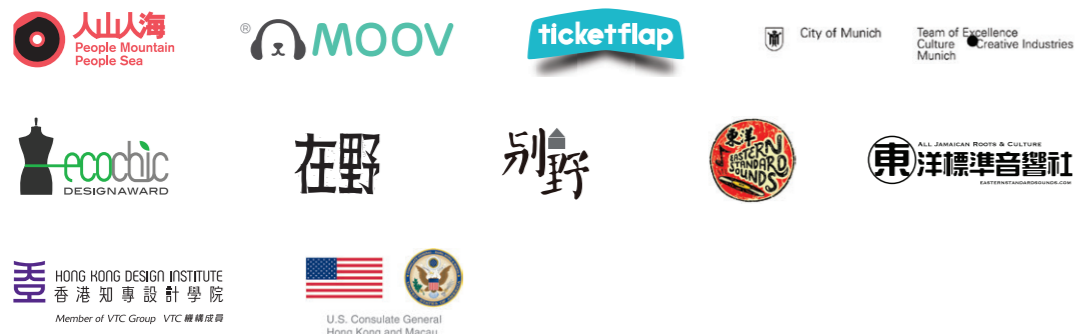 人山人海
People Mountain
People Sea
® MOOV
ticketflap
City of Munich
Team of Excellence
Culture Creative Industries
Munich
ecochic
DESIGNAWARD
在野
別野
東洋
EASTERN
STANDARD
SOUNDS
ALL JAMAICAN ROOTS & CULTURE
東洋標準音響社
EASTERNSTANDARDSOUNDS.COM
HONG KONG DESIGN INSTITUTE
香港知專設計學院
Member of VTC Group VTC 機構成員
U.S. Consulate General
Hong Kong and Macau